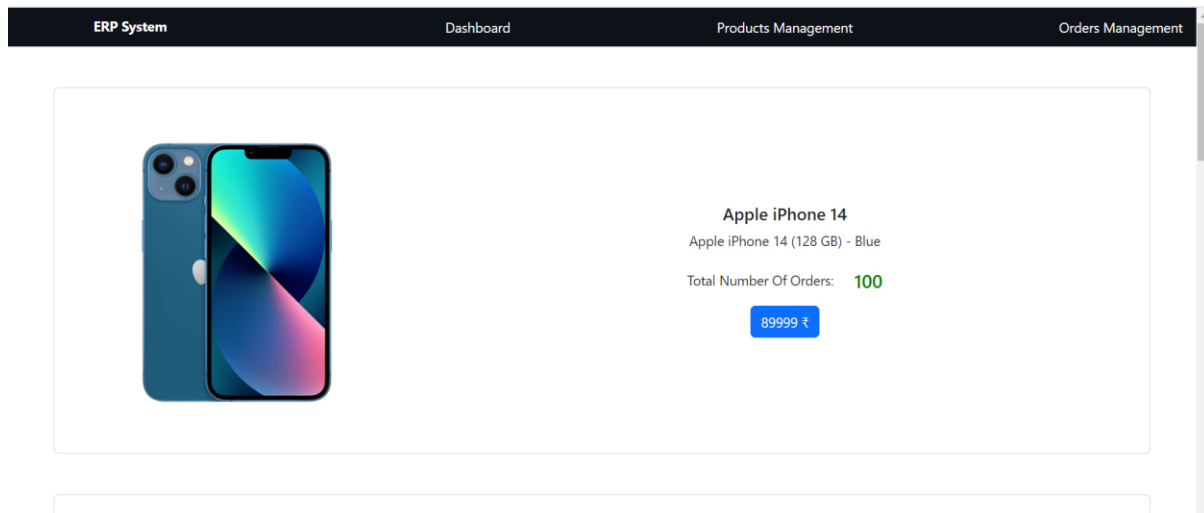 ERP System Dashboard Products Management Orders Management
Apple iPhone 14
Apple iPhone 14 (128 GB) - Blue
Total Number Of Orders: 100
89999 ₹